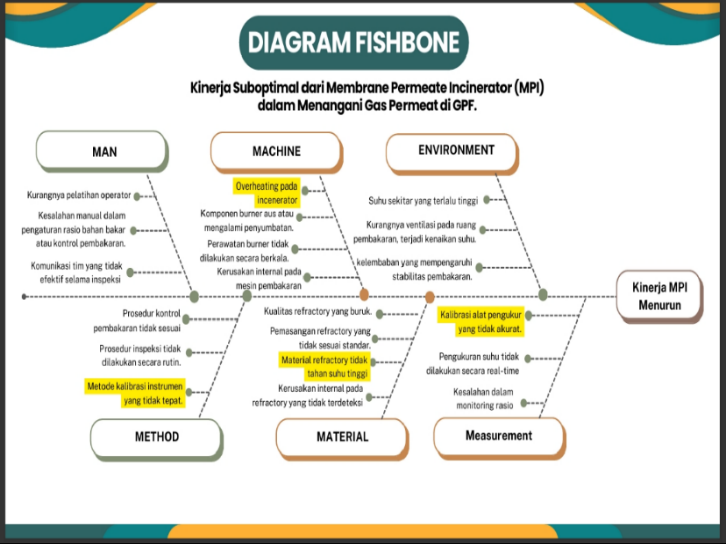 DIAGRAM FISHBONE
Kinerja Suboptimal dari Membrane Permeate Incinerator (MPI)
dalam Menangani Gas Permeat di GPF.
MAN
Kurangnya pelatihan operator
Kesalahan manual dalam
pengaturan rasio bahan bakar
atau kontrol pembakaran.
Komunikasi tim yang tidak
efektif selama inspeksi
MACHINE
Overheating pada
incenerator
Komponen burner aus atau
mengalami penyumbatan.
Perawatan burner tidak
dilakukan secara berkala.
Kerusakan internal pada
mesin pembakaran
ENVIRONMENT
Suhu sekitar yang terlalu tinggi
Kurangnya ventilasi pada ruang
pembakaran, terjadi kenaikan suhu.
kelembaban yang mempengaruhi
stabilitas pembakaran.
Kinerja MPI
Menurun
Prosedur kontrol
pembakaran tidak sesuai
Prosedur inspeksi tidak
dilakukan secara rutin.
Metode kalibrasi instrumen
yang tidak tepat.
METHOD
Kualitas refractory yang buruk.
Pemasangan refractory yang
tidak sesuai standar.
Material refractory tidak
tahan suhu tinggi
Kerusakan internal pada
refractory yang tidak terdeteksi
MATERIAL
Kalibrasi alat pengukur
yang tidak akurat.
Pengukuran suhu tidak
dilakukan secara real-time
Kesalahan dalam
monitoring rasio
Measurement